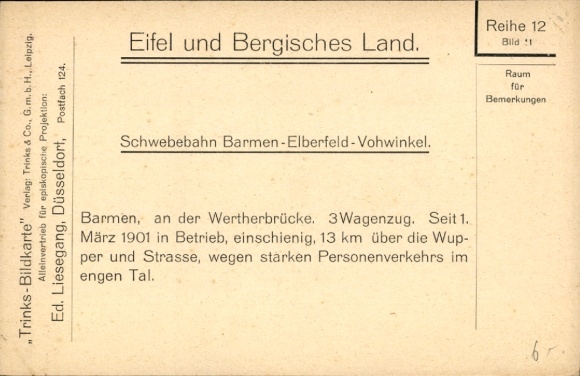 Eifel und Bergisches Land.
Reihe 12
Bild 11
Raum
für
Bemerkungen
Schwebebahn Barmen-Elberfeld-Vohwinkel.
Barmen, an der Wertherbrücke. 3 Wagenzug. Seit 1.
März 1901 in Betrieb, einschienig, 13 km über die Wup-
per und Strasse, wegen starken Personenverkehrs im
engen Tal.
„Trinks-Bildkarte" Verlag: Trinks & Co., G. m. b. H., Leipzig.
Alleinvertrieb für episkopische Projektion:
Ed. Liesegang, Düsseldorf, Postfach 124.
6.-